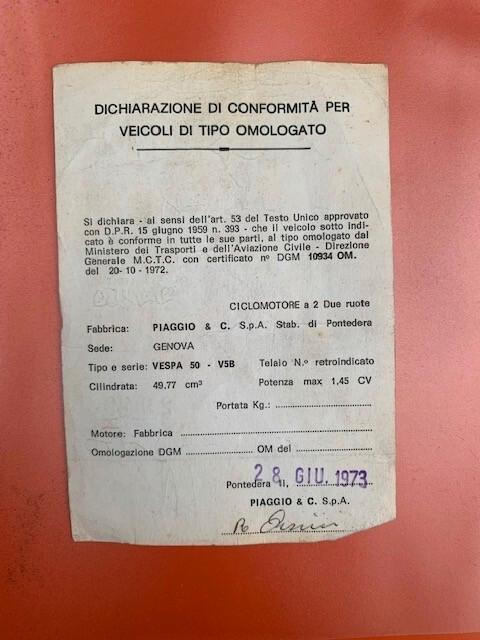 DICHIARAZIONE DI CONFORMITÀ PER
VEICOLI DI TIPO OMOLOGATO
Si dichiara - ai sensi dell'art. 53 del Testo Unico approvato
con D.P.R. 15 giugno 1959 n. 393 - che il veicolo sotto indi-
cato è conforme in tutte le sue parti, al tipo omologato dal
Ministero dei Trasporti e dell'Aviazione Civile - Direzione
Generale M.C.T.C. con certificato n° DGM 10934 OM.
del 20-10-1972.
CICLOMOTORE a 2 Due ruote
Fabbrica: PIAGGIO & C. S.p.A. Stab. di Pontedera
Sede: GENOVA
Tipo e serie: VESPA 50 - V5B Telaio N.o retroindicato
Cilindrata: 49.77 cm³ Potenza max 1,45 CV
Portata Kg.:
Motore: Fabbrica
Omologazione DGM OM del
Pontedera li, 28 GIU. 1973
PIAGGIO & C. S.p.A.